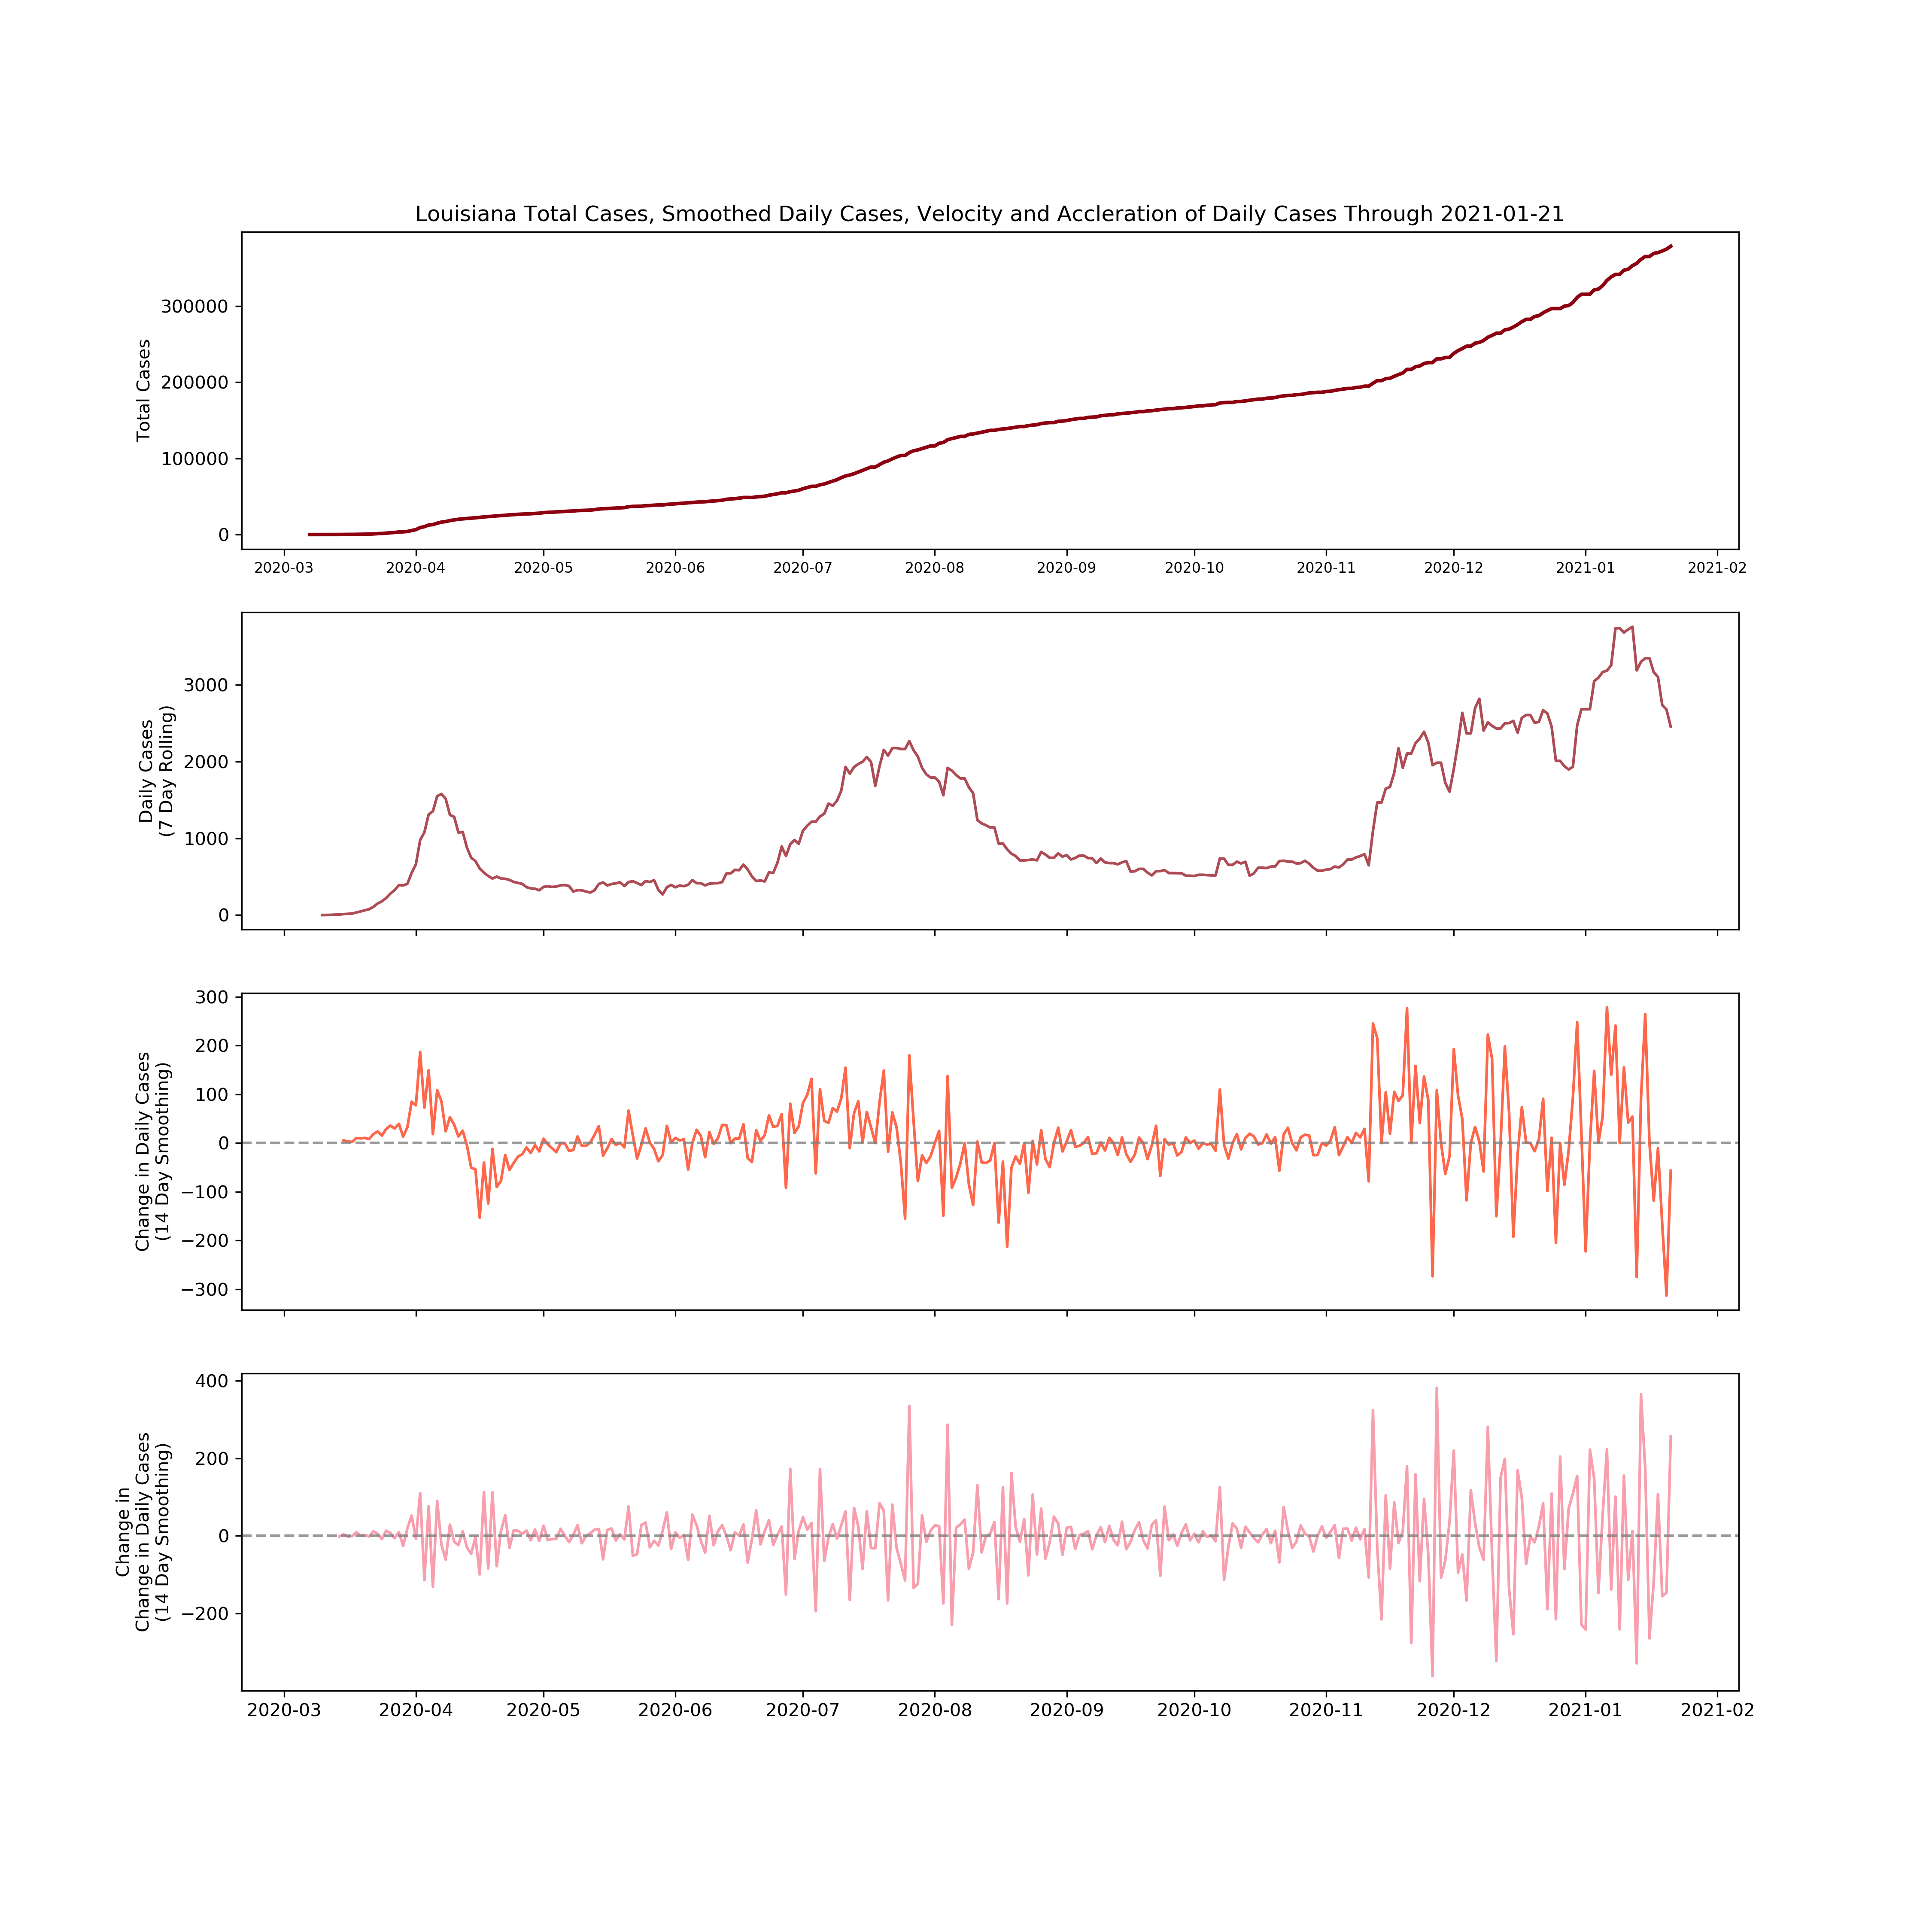 Louisiana Total Cases, Smoothed Daily Cases, Velocity and Accleration of Daily Cases Through 2021-01-21
Total Cases
300000
200000
100000
0
2020-03 2020-04 2020-05 2020-06 2020-07 2020-08 2020-09 2020-10 2020-11 2020-12 2021-01 2021-02
Daily Cases
(7 Day Rolling)
3000
2000
1000
0
Change in Daily Cases
(14 Day Smoothing)
300
200
100
0
−100
−200
−300
Change in
Change in Daily Cases
(14 Day Smoothing)
400
200
0
−200
2020-03 2020-04 2020-05 2020-06 2020-07 2020-08 2020-09 2020-10 2020-11 2020-12 2021-01 2021-02